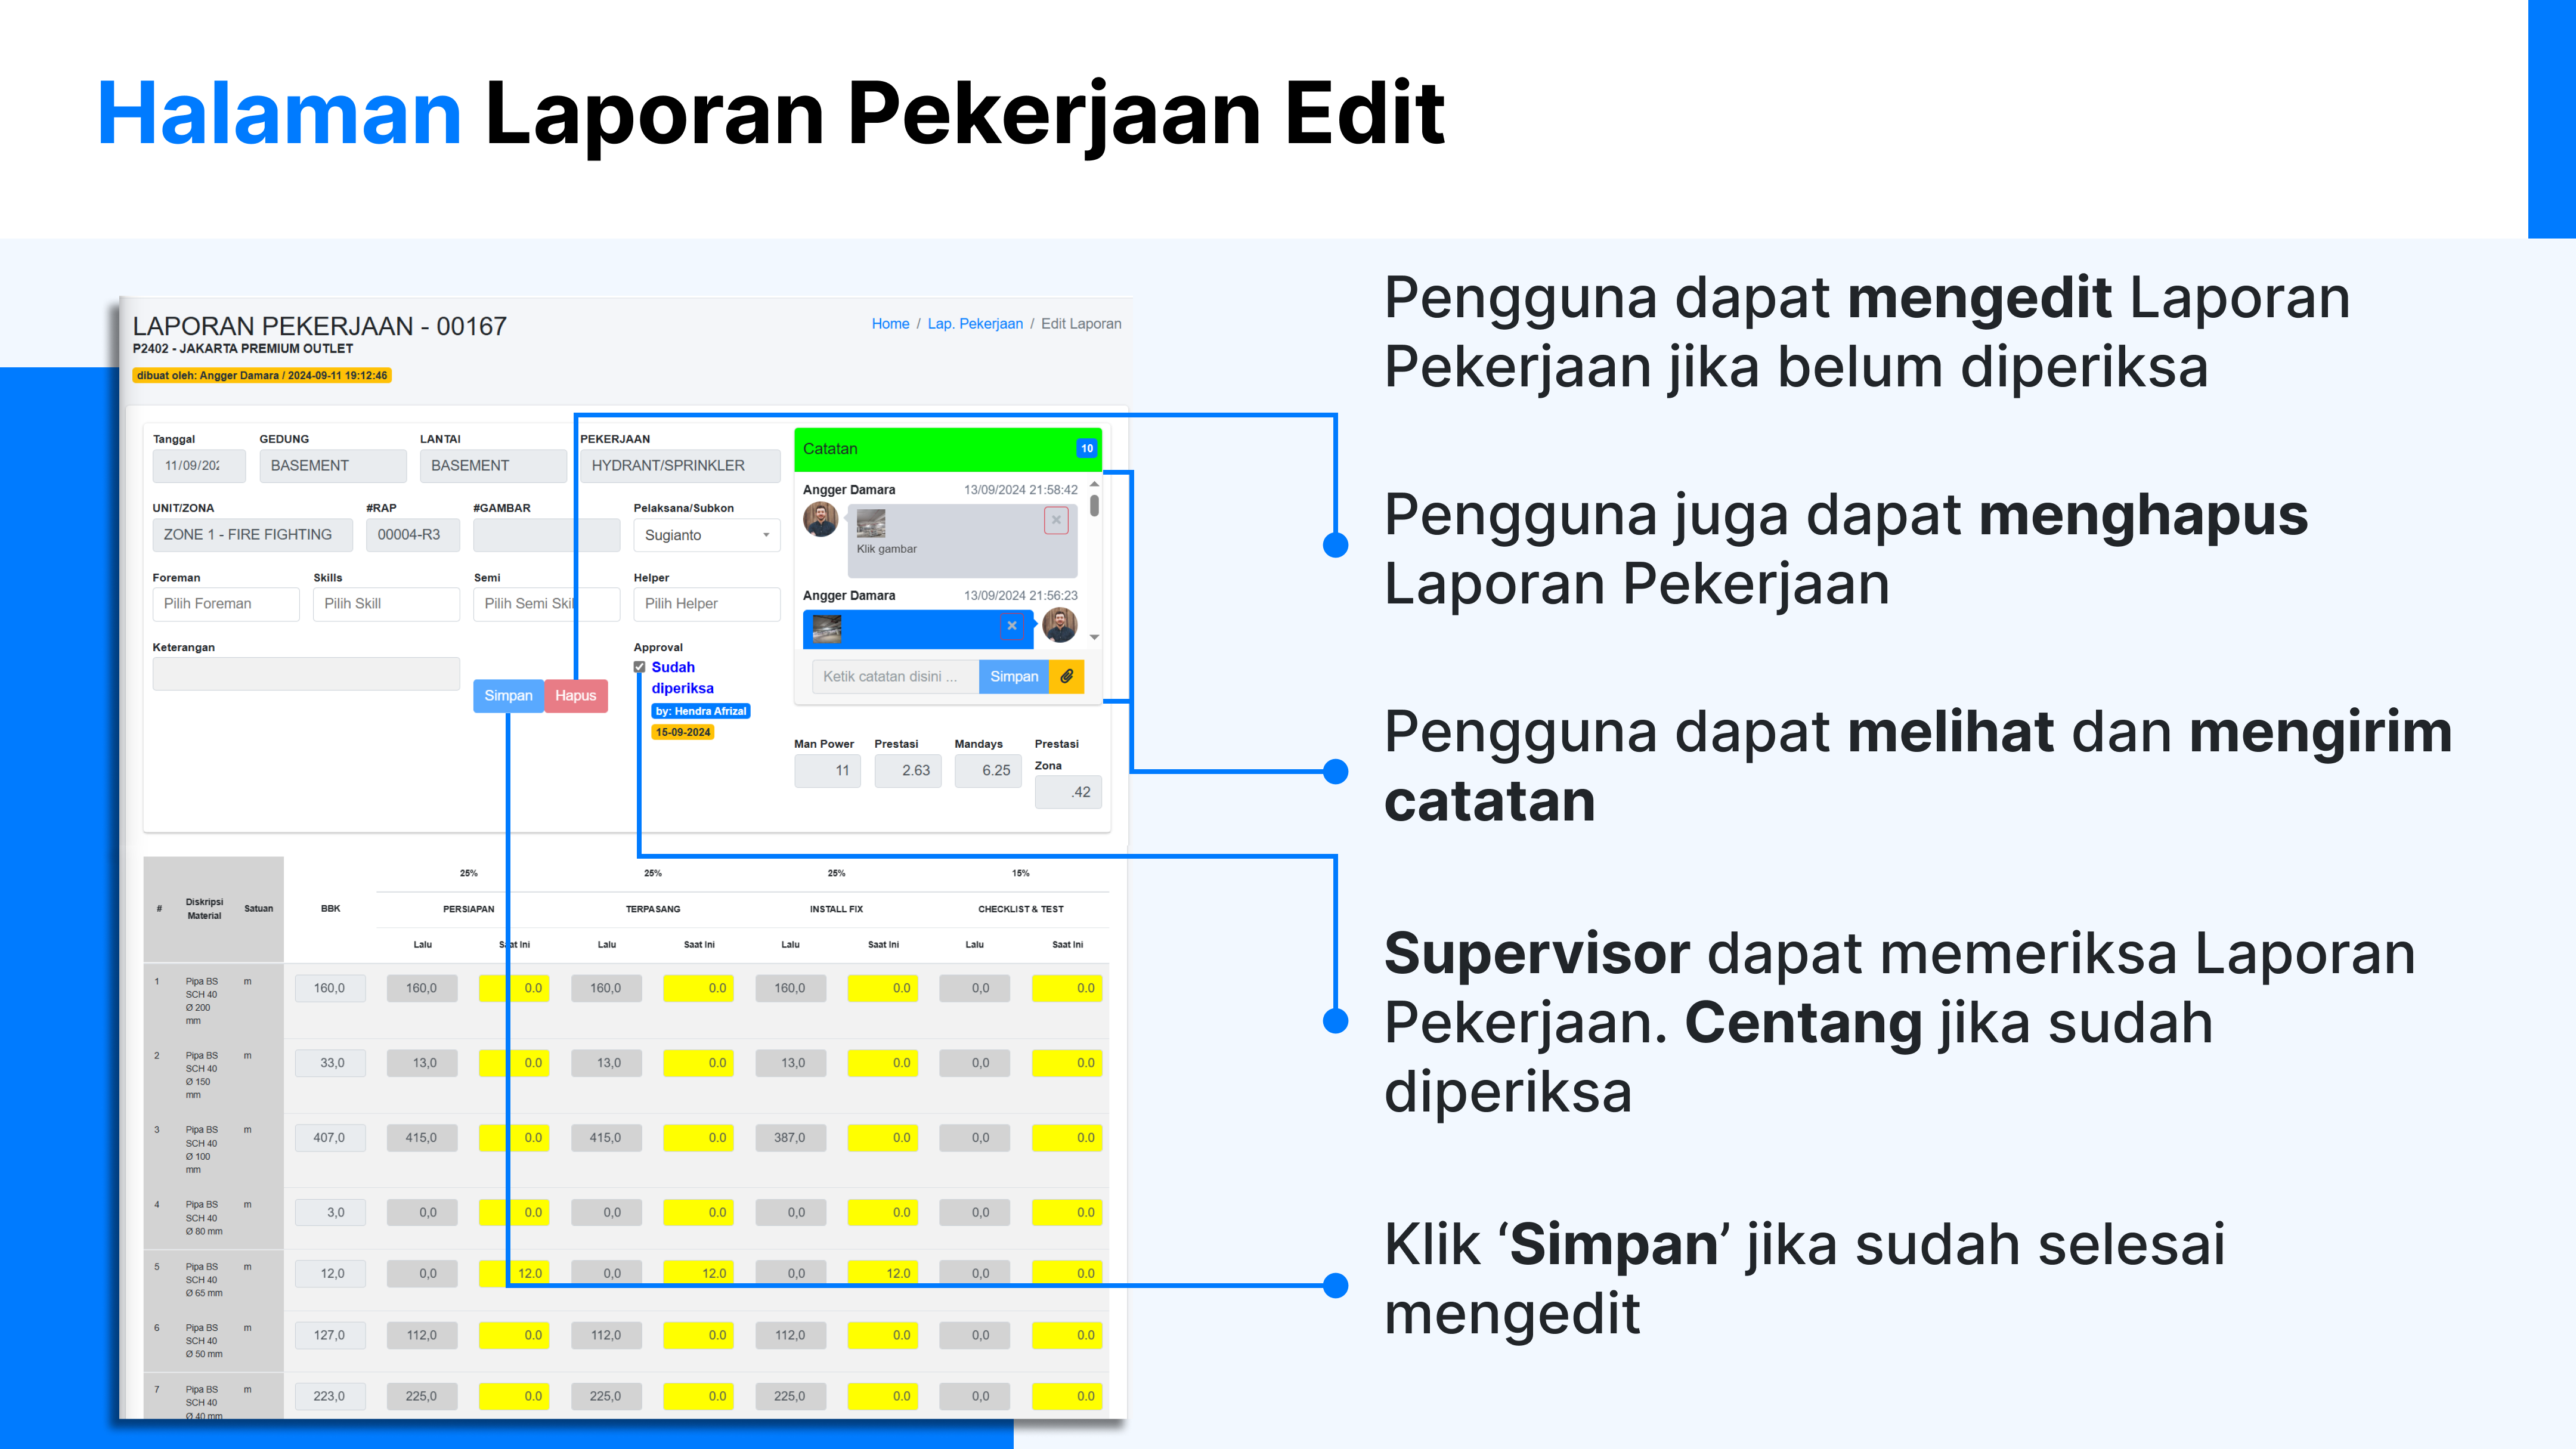 Halaman Laporan Pekerjaan Edit
LAPORAN PEKERJAAN - 00167
Home / Lap. Pekerjaan / Edit Laporan
P2402 - JAKARTA PREMIUM OUTLET
dibuat oleh: Angger Damara / 2024-09-11 19:12:46
Tanggal GEDUNG LANTAI PEKERJAAN
11/09/202 BASEMENT BASEMENT HYDRANT/SPRINKLER
UNIT/ZONA #RAP #GAMBAR Pelaksana/Subkon
ZONE 1 - FIRE FIGHTING 00004-R3 Sugianto
Foreman Skills Semi Helper
Pilih Foreman Pilih Skill Pilih Semi Skil Pilih Helper
Keterangan Approval
Sudah
diperiksa
Simpan Hapus
by: Hendra Afrizal
15-09-2024
Catatan 10
Angger Damara 13/09/2024 21:58:42
Klik gambar
Angger Damara 13/09/2024 21:56:23
Ketik catatan disini ... Simpan
Man Power Prestasi Mandays Prestasi
Zona
11 2.63 6.25
.42
25% 25% 25% 15%
# Diskripsi Material Satuan BBK PERSIAPAN TERPASANG INSTALL FIX CHECKLIST & TEST
Lalu Saat Ini Lalu Saat Ini Lalu Saat Ini Lalu Saat Ini
1 Pipa BS m 160,0 160,0 0.0 160,0 0.0 160,0 0.0 0,0 0.0
SCH 40
Ø 200
mm
2 Pipa BS m 33,0 13,0 0.0 13,0 0.0 13,0 0.0 0,0 0.0
SCH 40
Ø 150
mm
3 Pipa BS m 407,0 415,0 0.0 415,0 0.0 387,0 0.0 0,0 0.0
SCH 40
Ø 100
mm
4 Pipa BS m 3,0 0,0 0.0 0,0 0.0 0,0 0.0 0,0 0.0
SCH 40
Ø 80 mm
5 Pipa BS m 12,0 0,0 12.0 0,0 12.0 0,0 12.0 0,0 0.0
SCH 40
Ø 65 mm
6 Pipa BS m 127,0 112,0 0.0 112,0 0.0 112,0 0.0 0,0 0.0
SCH 40
Ø 50 mm
7 Pipa BS m 223,0 225,0 0.0 225,0 0.0 225,0 0.0 0,0 0.0
SCH 40
Ø 40 mm
Pengguna dapat mengedit Laporan
Pekerjaan jika belum diperiksa
Pengguna juga dapat menghapus
Laporan Pekerjaan
Pengguna dapat melihat dan mengirim
catatan
Supervisor dapat memeriksa Laporan
Pekerjaan. Centang jika sudah
diperiksa
Klik ‘Simpan’ jika sudah selesai
mengedit